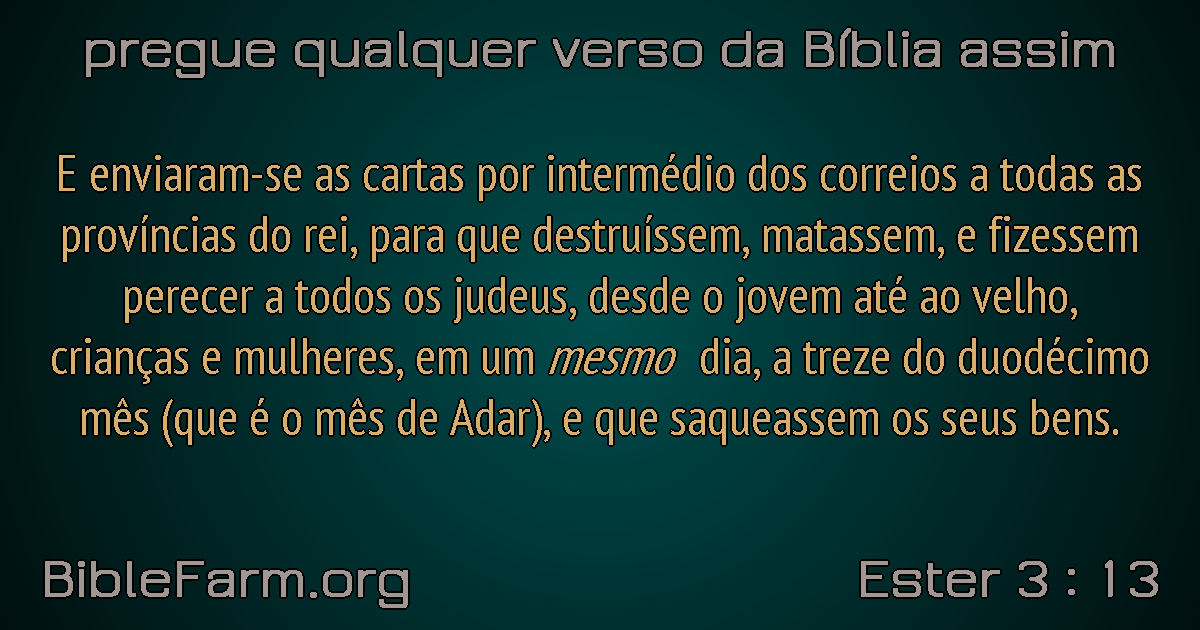 pregue qualquer verso da Bíblia assim
E enviaram-se as cartas por intermédio dos correios a todas as
províncias do rei, para que destruíssem, matassem, e fizessem
perecer a todos os judeus, desde o jovem até ao velho,
crianças e mulheres, em um mesmo dia, a treze do duodécimo
mês (que é o mês de Adar), e que saqueassem os seus bens.
BibleFarm.org
Ester 3 : 13